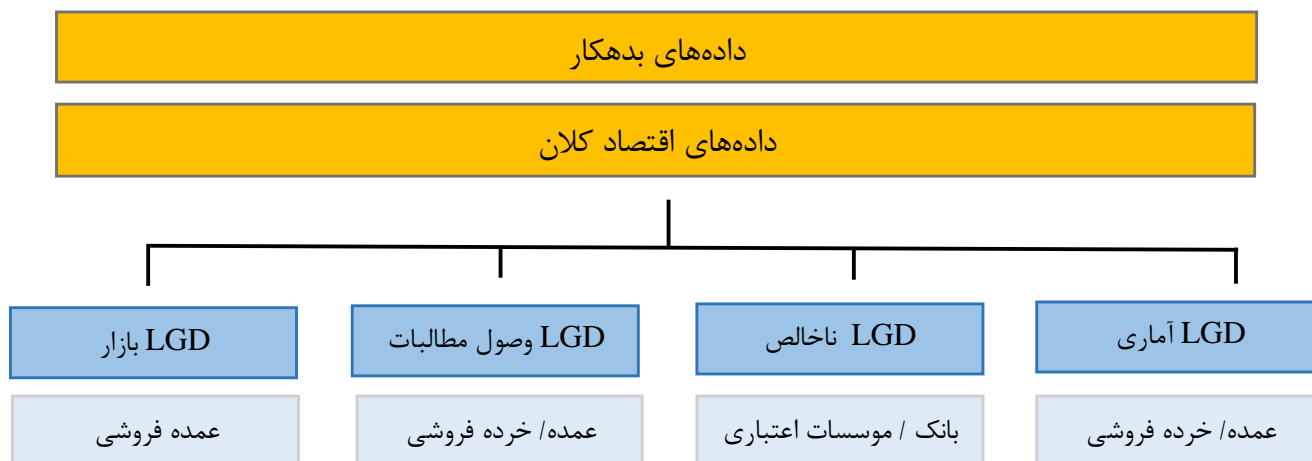 داده‌های بدهکار
داده‌های اقتصاد کلان
LGD آماری
LGD ناخالص
LGD وصول مطالبات
LGD بازار
عمده/ خرده فروشی
بانک / موسسات اعتباری
عمده/ خرده فروشی
عمده فروشی